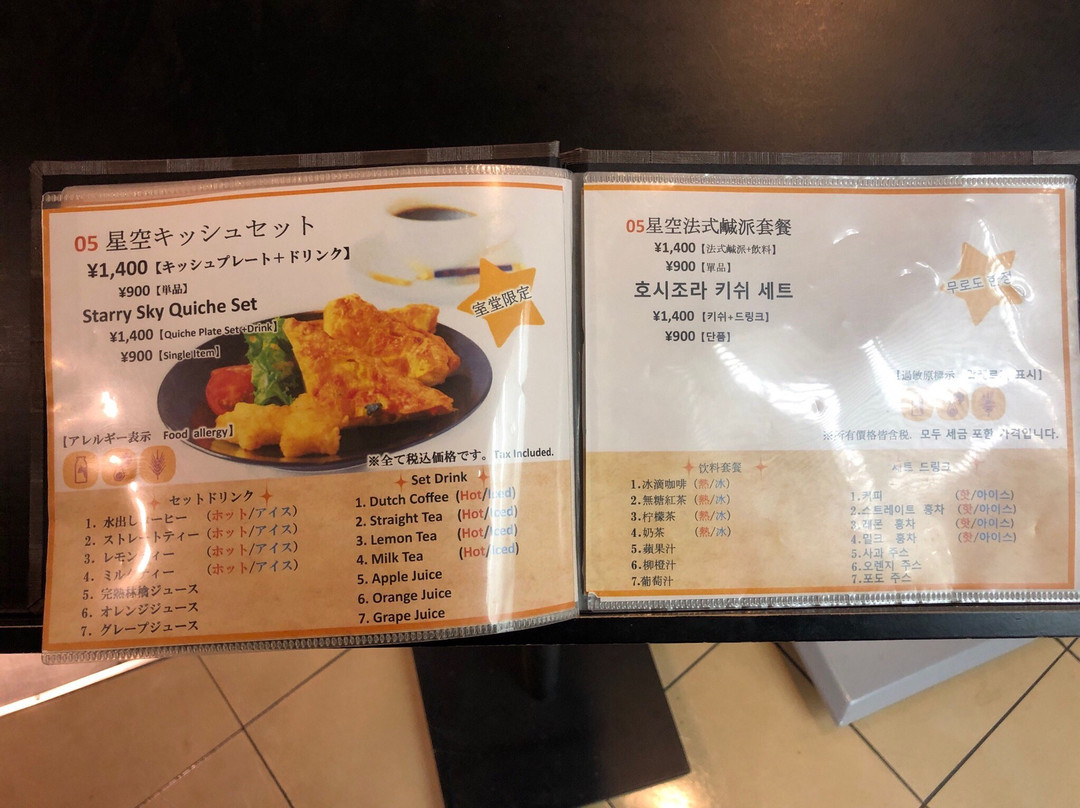 05 星空キッシュセット
¥1,400【キッシュプレート＋ドリンク】
¥900【単品】
Starry Sky Quiche Set
¥1,400【Quiche Plate Set+Drink】
¥900【Single Item】
室堂限定
【アレルギー表示 Food allergy】
※全て税込価格です。Tax Included.
セットドリンク
1. 水出しコーヒー (ホット/アイス)
2. ストレートティー (ホット/アイス)
3. レモンティー (ホット/アイス)
4. ミルクティー (ホット/アイス)
5. 完熟林檎ジュース
6. オレンジジュース
7. グレープジュース
Set Drink
1. Dutch Coffee (Hot/Iced)
2. Straight Tea (Hot/Iced)
3. Lemon Tea (Hot/Iced)
4. Milk Tea (Hot/Iced)
5. Apple Juice
6. Orange Juice
7. Grape Juice
05星空法式鹹派套餐
¥1,400【法式鹹派+飲料】
¥900【單品】
호시조라 키쉬 세트
¥1,400【키쉬+드링크】
¥900【단품】
무로도
【過敏原標示 표시】
※所有價格皆含税. 모두 세금 포함 가격입니다.
饮料套餐
1.冰滴咖啡 (熱/冰)
2.無糖紅茶 (熱/冰)
3.柠檬茶 (熱/冰)
4.奶茶 (熱/冰)
5.蘋果汁
6.柳橙汁
7.葡萄汁
세트 드링크
1.커피 (핫/아이스)
2.스트레이트 홍차 (핫/아이스)
3.레몬 홍차 (핫/아이스)
4.밀크 홍차 (핫/아이스)
5.사과 주스
6.오렌지 주스
7.포도 주스